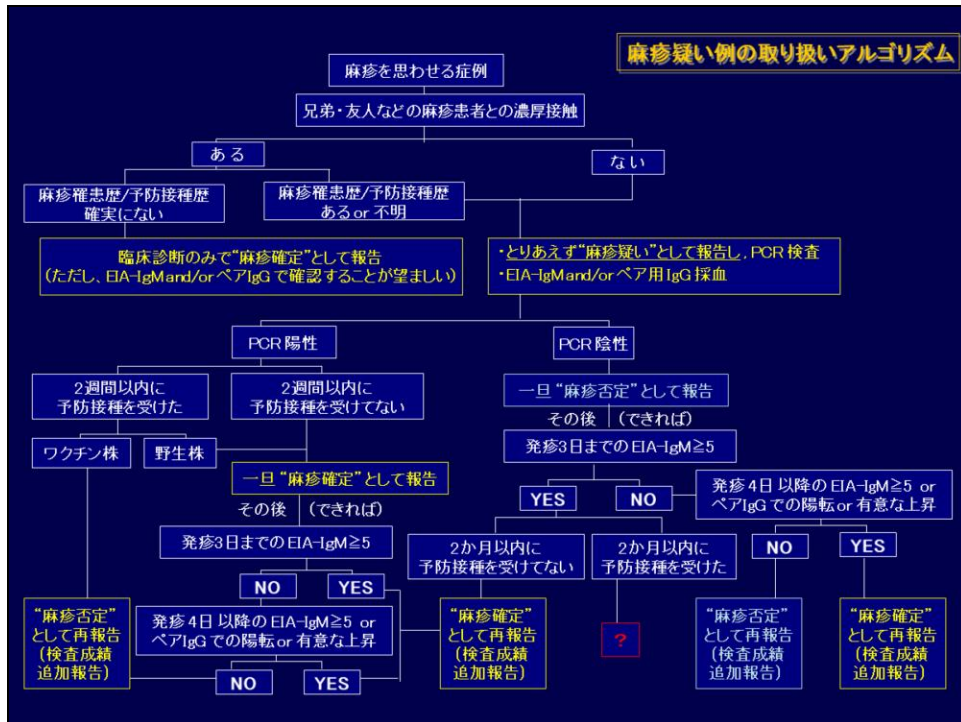 麻疹疑い例の取り扱いアルゴリズム
麻疹を思わせる症例
兄弟・友人などの麻疹患者との濃厚接触
ある
ない
麻疹罹患歴/予防接種歴
確実にない
麻疹罹患歴/予防接種歴
あるor 不明
臨床診断のみで“麻疹確定”として報告
(ただし、EIA-IgMand/orペアIgGで確認することが望ましい)
・とりあえず“麻疹疑い”として報告し, PCR 検査
・EIA-IgMand/orペア用IgG採血
PCR 陽性
PCR 陰性
2週間以内に
予防接種を受けた
2週間以内に
予防接種を受けてない
一旦 “麻疹否定”として報告
その後 (できれば)
ワクチン株
野生株
発疹3日までのEIA-IgM≧5
一旦 “麻疹確定”として報告
YES
NO
発疹 4日 以降の EIA-IgM≧5 or
ペアIgG での陽転 or 有意な上昇
その後 (できれば)
発疹3日までのEIA-IgM≧5
2か月以内に
予防接種を受けてない
2か月以内に
予防接種を受けた
NO
YES
NO
YES
“麻疹否定”
として再報告
(検査成績
追加報告)
発疹 4日 以降の EIA-IgM≧5 or
ペアIgG での陽転 or 有意な上昇
NO
YES
“麻疹確定”
として再報告
(検査成績
追加報告)
?
“麻疹否定”
として再報告
(検査成績
追加報告)
“麻疹確定”
として再報告
(検査成績
追加報告)